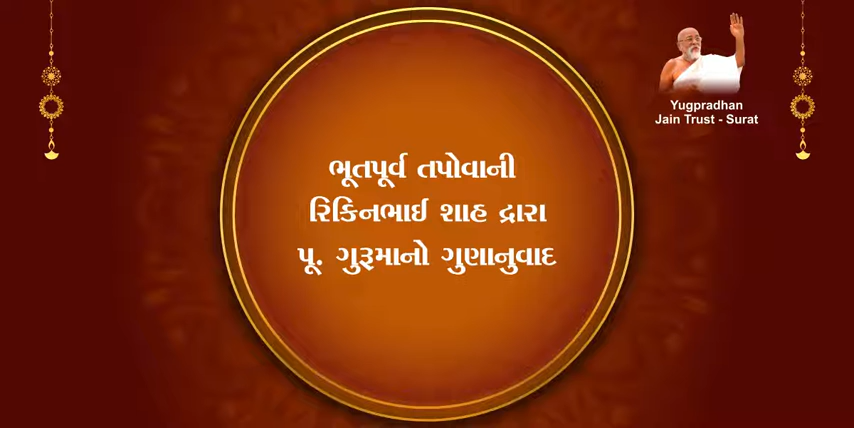 ભૂતપૂર્વ તપોવાની
રિકિનભાઈ શાહ દ્વારા
પૂ. ગુરૂમાનો ગુણાનુવાદ
Yugpradhan
Jain Trust - Surat